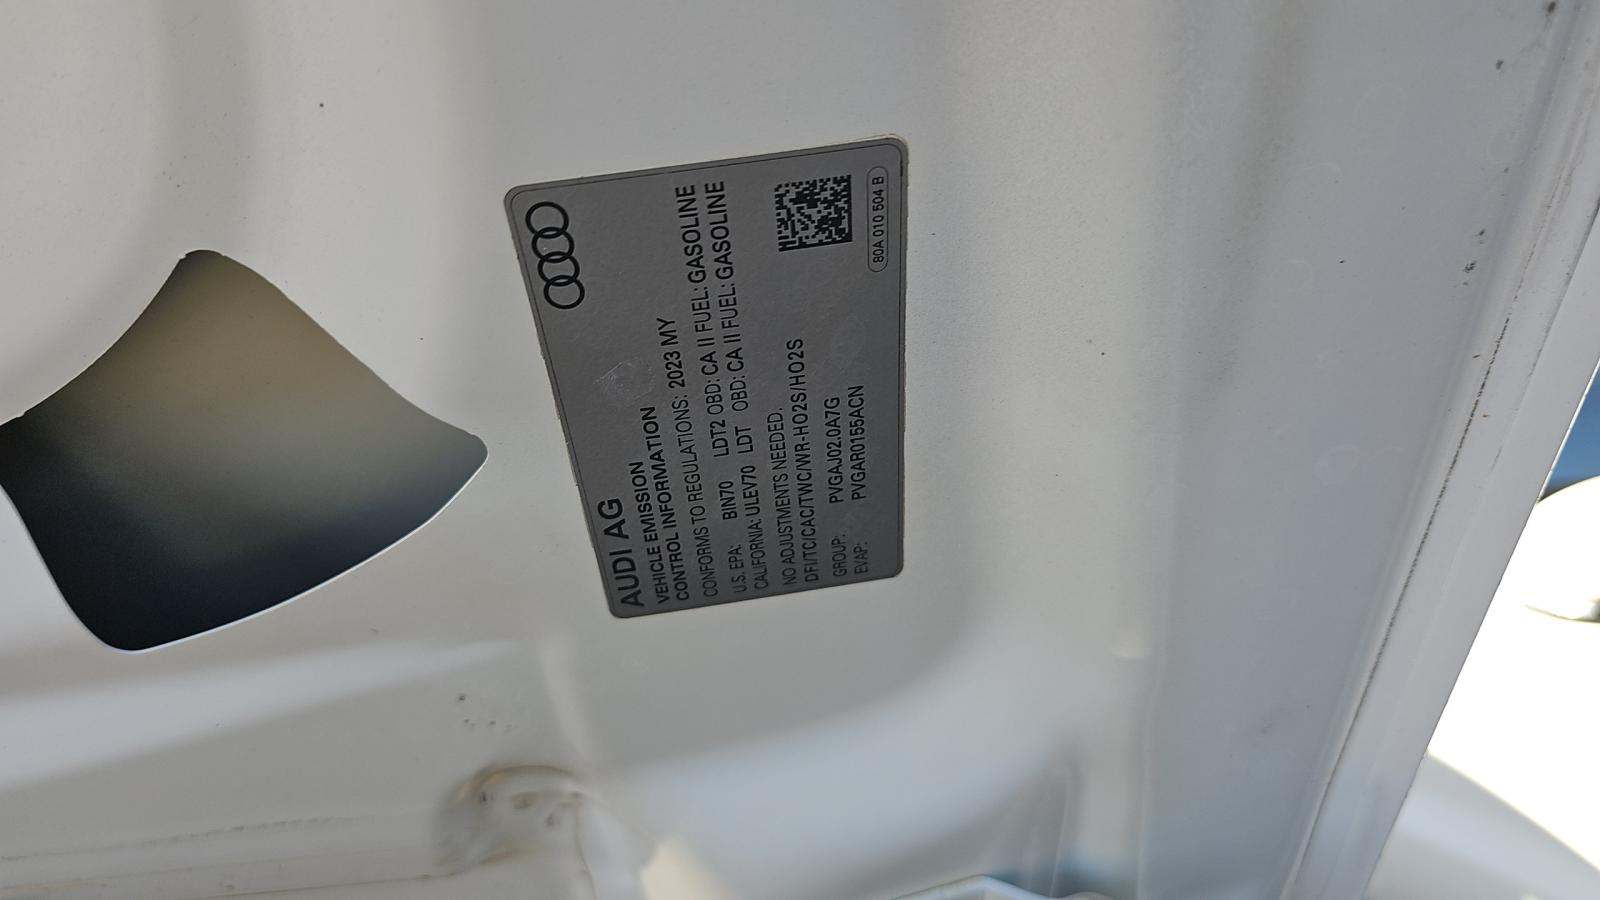 AUDI AG
VEHICLE EMISSION
CONTROL INFORMATION
CONFORMS TO REGULATIONS: 2023 MY
U.S. EPA: BIN70 LDT2 OBD: CA II FUEL: GASOLINE
CALIFORNIA: ULEV70 LDT OBD: CA II FUEL: GASOLINE
NO ADJUSTMENTS NEEDED.
DFI/TC/CAC/TWC/WR-HO2S/HO2S
GROUP: PVGAJ02.0A7G
EVAP: PVGAR0155ACN
80A 010 504 B